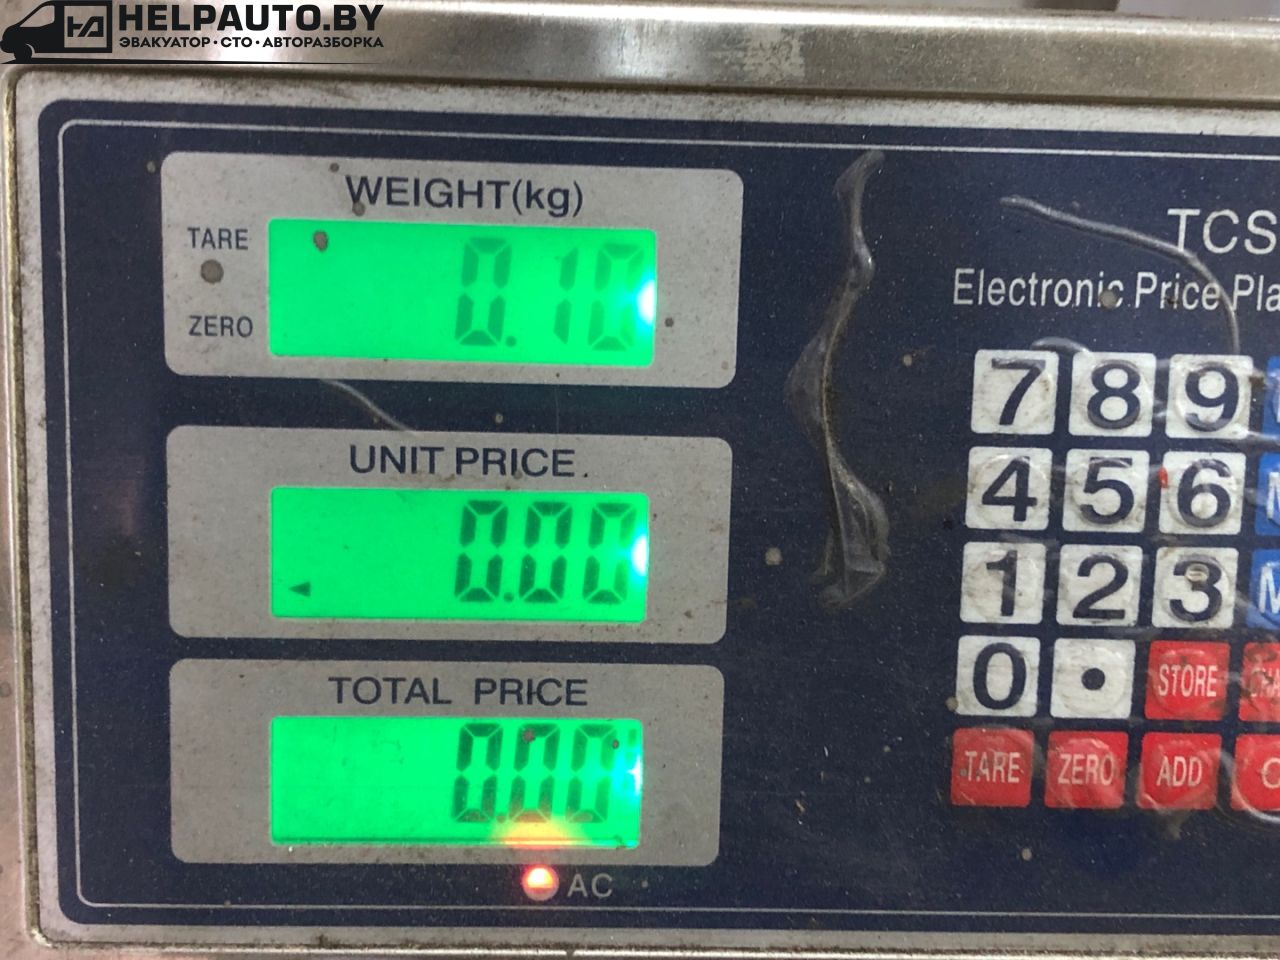 HELPAUTO.BY
ЭВАКУАТОР·СТО·АВТОРАЗБОРКА
WEIGHT(kg)
TARE
0.10
ZERO
TCS
Electronic Price
7 8 9
UNIT PRICE
4 5 6
0.00
1 2 3
0 . STORE
TOTAL PRICE
0.00
TARE ZERO ADD
AC